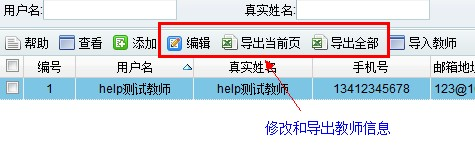 用户名: 真实姓名:
帮助 查看 添加 编辑 导出当前页 导出全部 导入教师
编号 用户名 真实姓名 手机号 邮箱地
1 help测试教师 help测试教师 13412345678 123@1
修改和导出教师信息